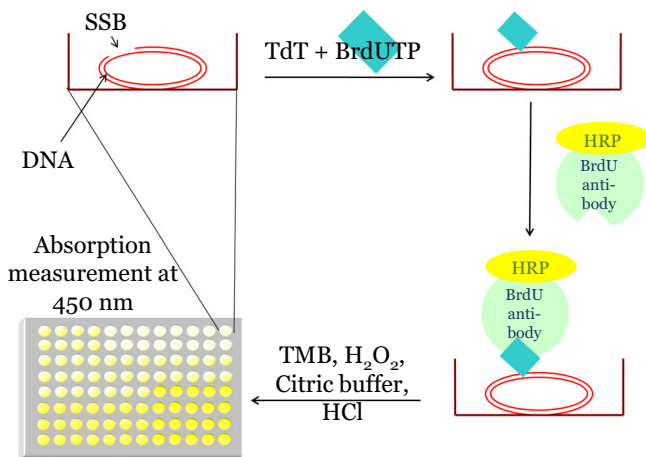 SSB
TdT + BrdUTP
DNA
HRP
BrdU
anti-
body
Absorption
measurement at
450 nm
HRP
BrdU
anti-
body
TMB, H₂O₂,
Citric buffer,
HCl